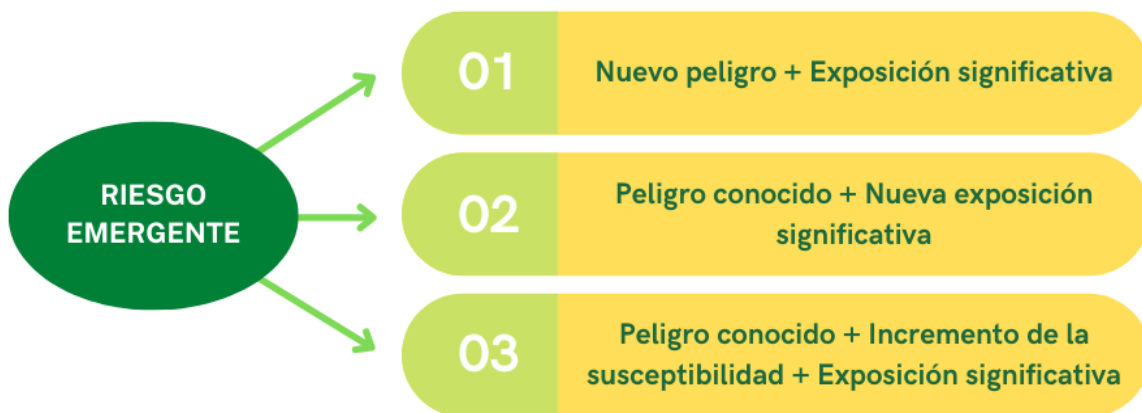 RIESGO
EMERGENTE
01
Nuevo peligro + Exposición significativa
02
Peligro conocido + Nueva exposición
significativa
03
Peligro conocido + Incremento de la
susceptibilidad + Exposición significativa